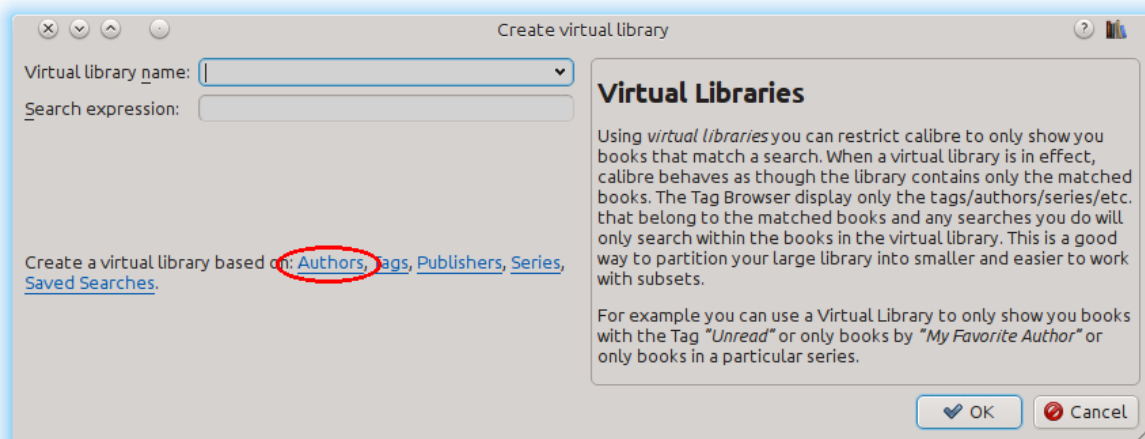 Create virtual library
Virtual library name:
Search expression:
Create a virtual library based on: Authors, Tags, Publishers, Series,
Saved Searches.
Virtual Libraries
Using virtual libraries you can restrict calibre to only show you
books that match a search. When a virtual library is in effect,
calibre behaves as though the library contains only the matched
books. The Tag Browser display only the tags/authors/series/etc.
that belong to the matched books and any searches you do will
only search within the books in the virtual library. This is a good
way to partition your large library into smaller and easier to work
with subsets.
For example you can use a Virtual Library to only show you books
with the Tag "Unread" or only books by "My Favorite Author" or
only books in a particular series.
OK
Cancel